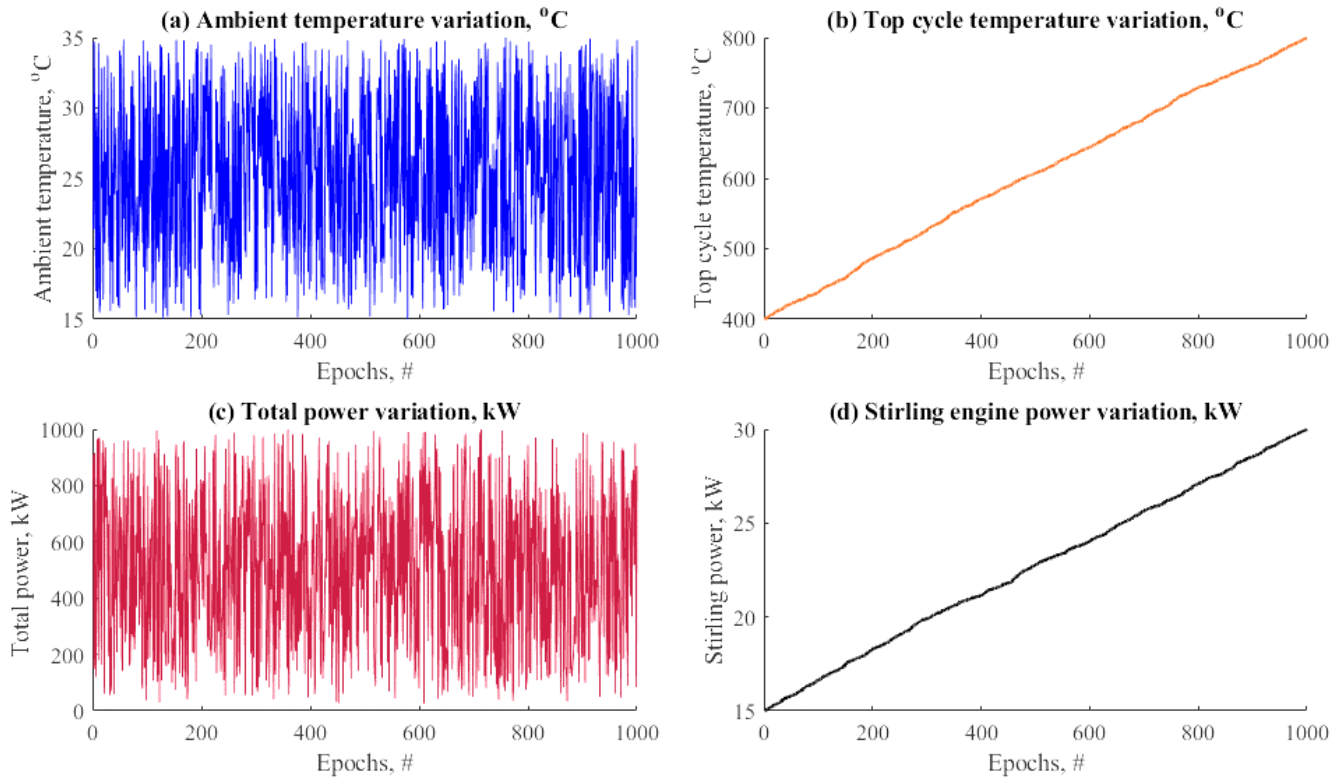 (a) Ambient temperature variation, °C
Ambient temperature, °C
35
30
25
20
15
0 200 400 600 800 1000
Epochs, #
(b) Top cycle temperature variation, °C
Top cycle temperature, °C
800
700
600
500
400
0 200 400 600 800 1000
Epochs, #
(c) Total power variation, kW
Total power, kW
1000
800
600
400
200
0
0 200 400 600 800 1000
Epochs, #
(d) Stirling engine power variation, kW
Stirling power, kW
30
25
20
15
0 200 400 600 800 1000
Epochs, #